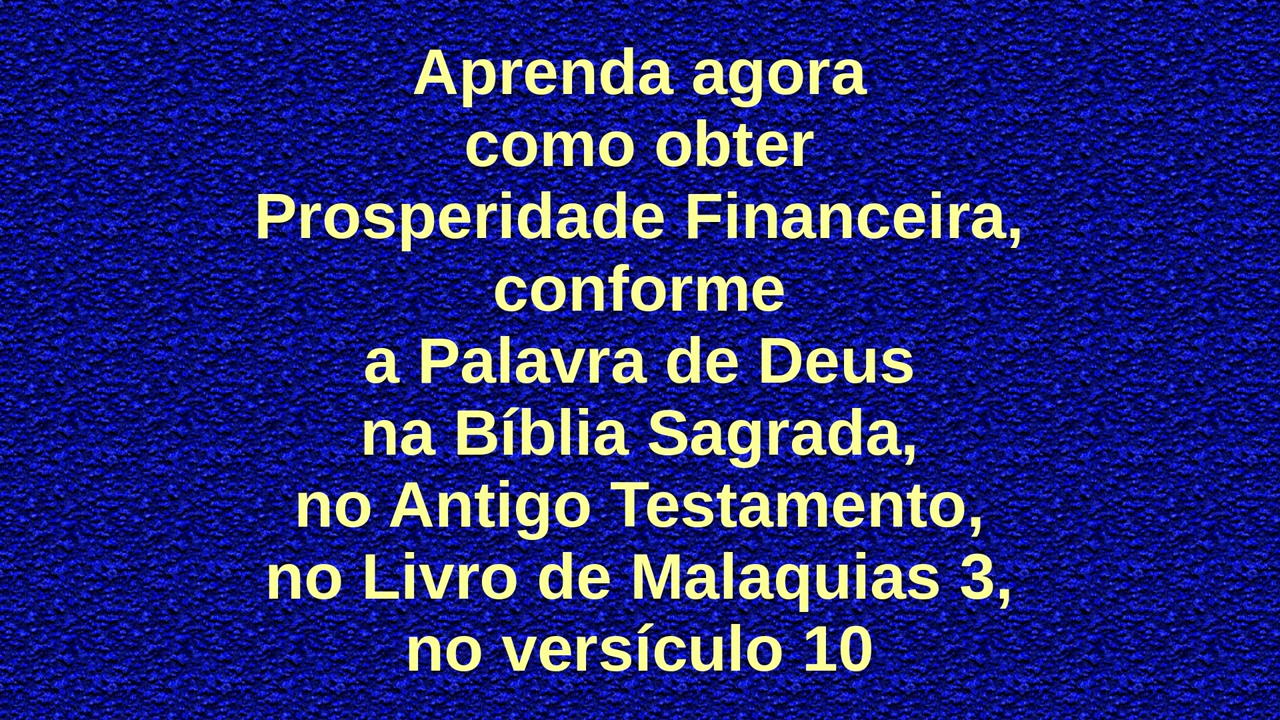 Aprenda agora
como obter
Prosperidade Financeira,
conforme
a Palavra de Deus
na Bíblia Sagrada,
no Antigo Testamento,
no Livro de Malaquias 3,
no versículo 10